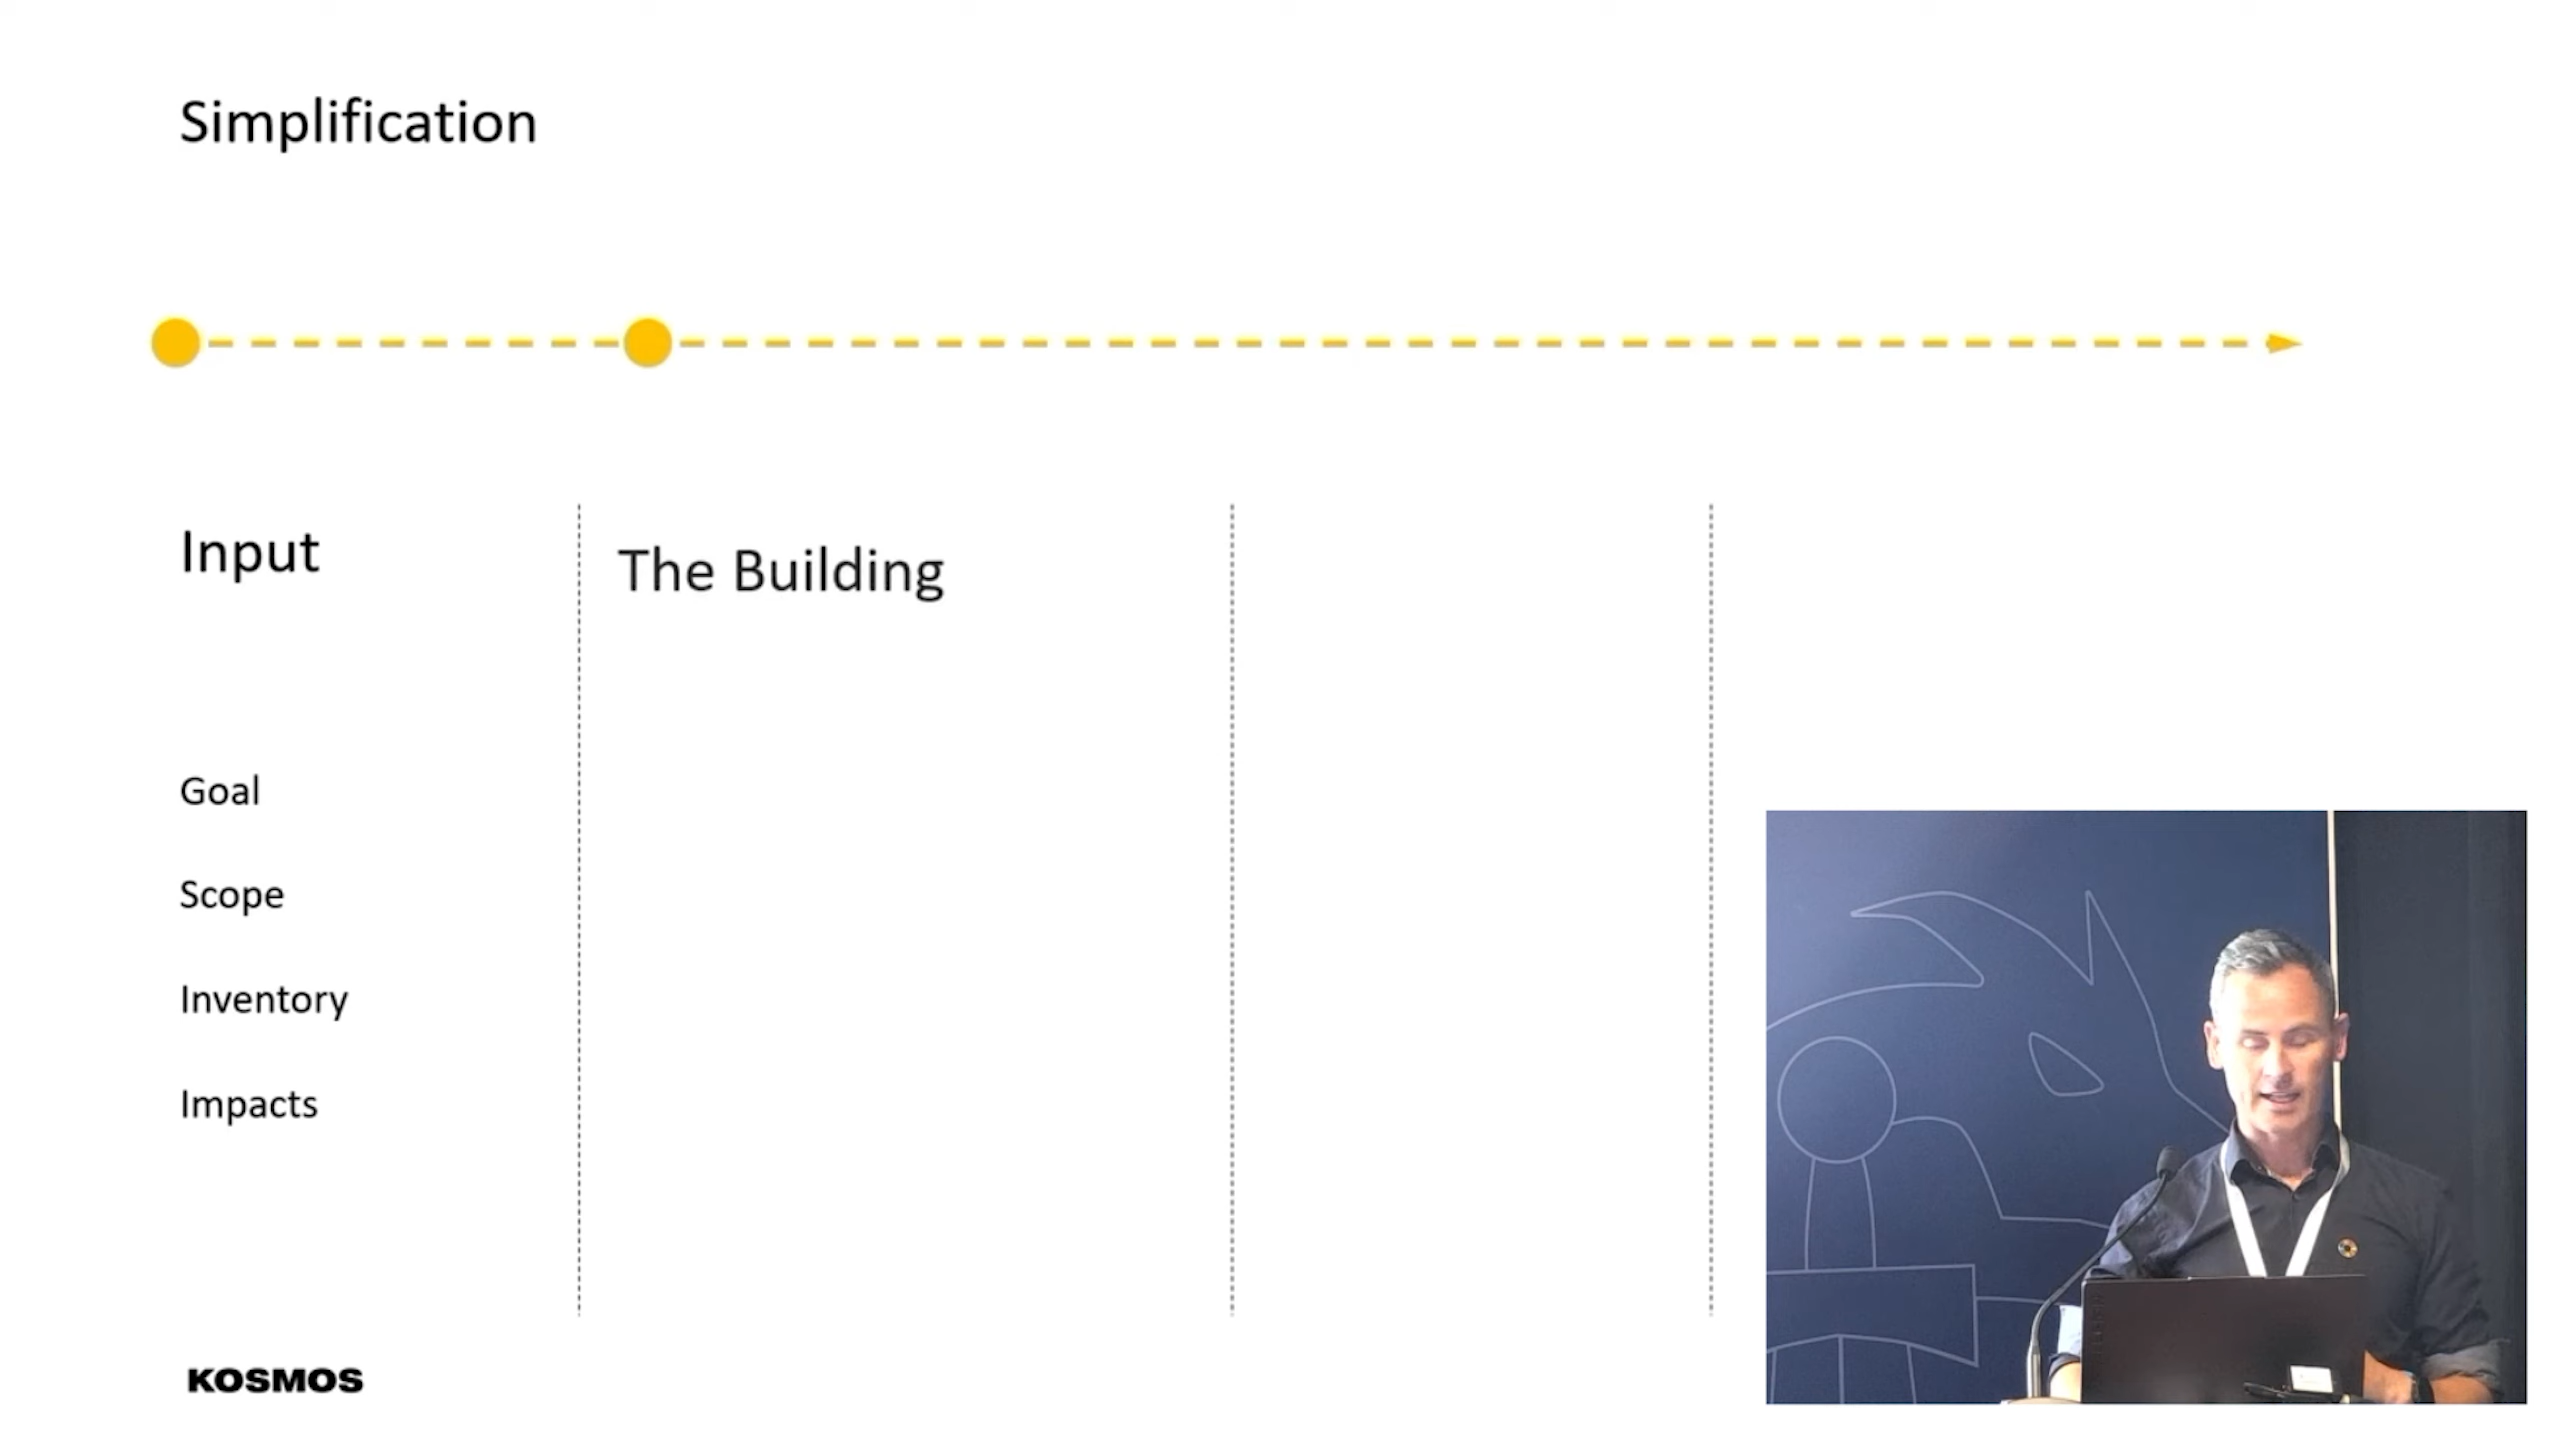 Simplification
Input
The Building
Goal
Scope
Inventory
Impacts
KOSMOS